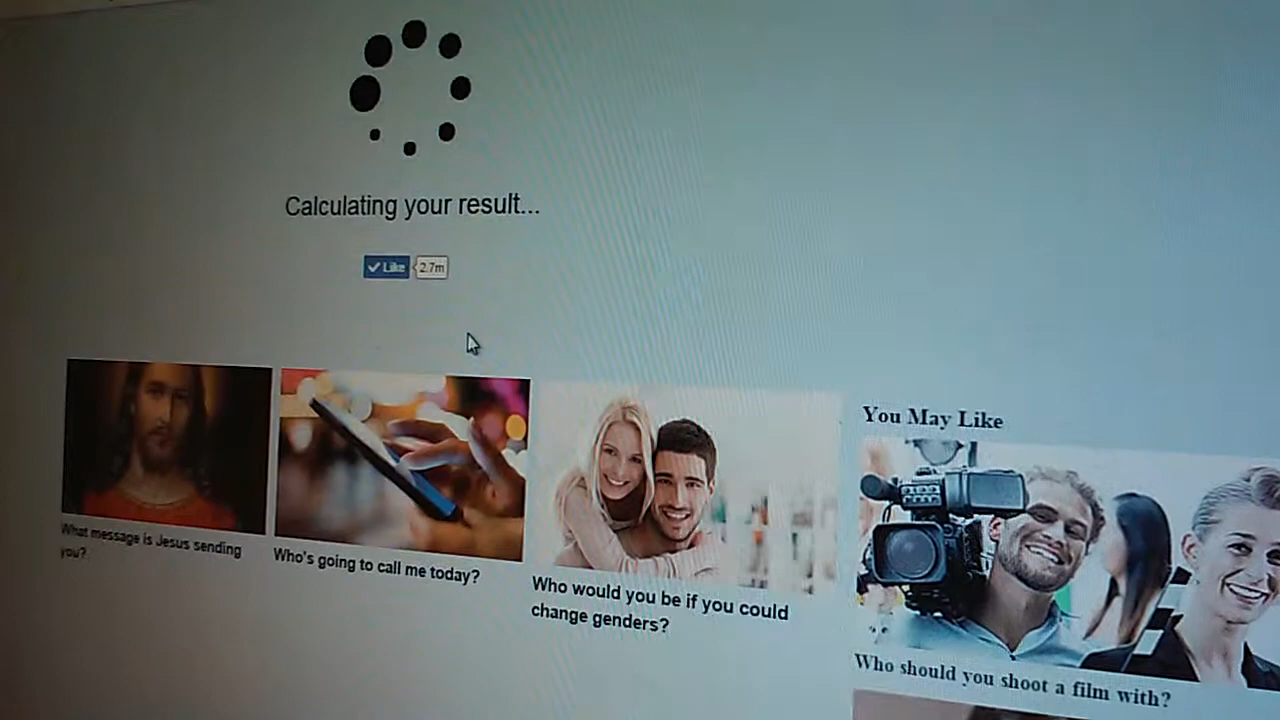 Calculating your result...
Like 2.7m
What message is Jesus sending
you?
Who's going to call me today?
Who would you be if you could
change genders?
You May Like
Who should you shoot a film with?